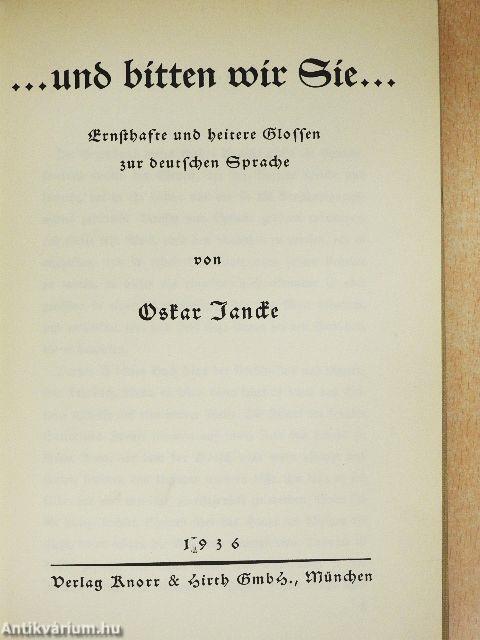 ...und bitten wir Sie...
Ernsthafte und heitere Glossen
zur deutschen Sprache
von
Oskar Jancke
1936
Verlag Knorr & Hirth GmbH., München
Antikvárium.hu